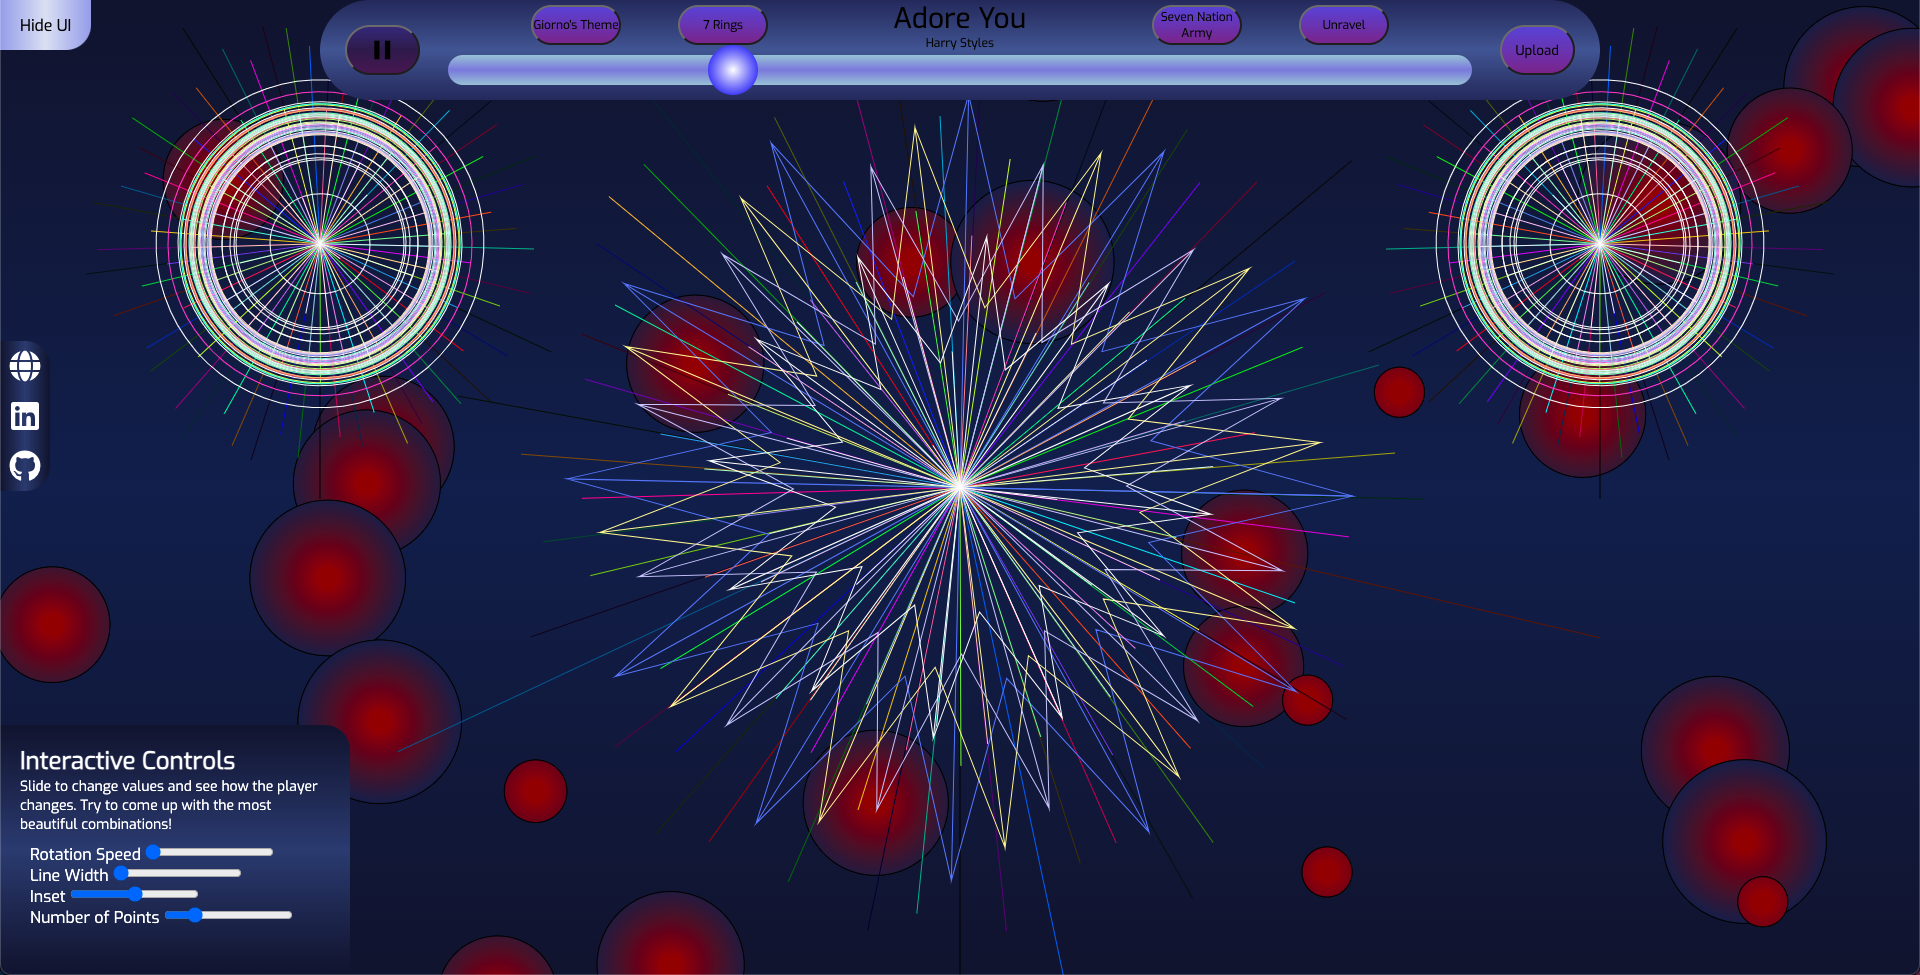 Hide UI
Giorno's Theme
7 Rings
Adore You
Harry Styles
Seven Nation
Army
Unravel
Upload
in
Interactive Controls
Slide to change values and see how the player
changes. Try to come up with the most
beautiful combinations!
Rotation Speed
Line Width
Inset
Number of Points